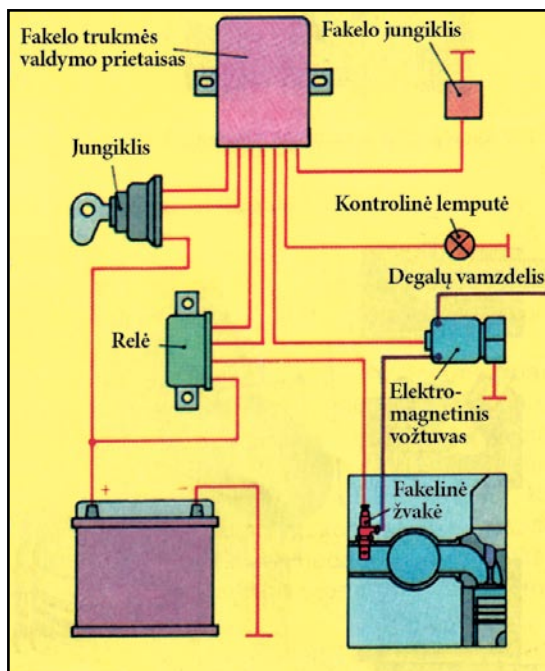 Fakelo trukmės
valdymo prietaisas
Fakelo jungiklis
Jungiklis
Kontrolinė lemputė
Degalų vamzdelis
Relė
Elektro-
magnetinis
vožtuvas
+ -
Fakelinė
žvakė